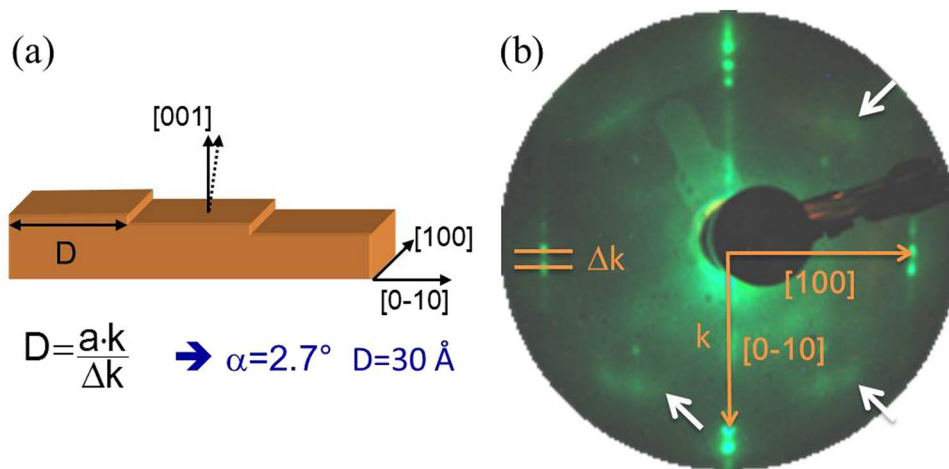 (a)
[001]
D
[100]
[0-10]
D=a·k/Δk ➔ α=2.7° D=30 Å
(b)
Δk
[100]
k
[0-10]